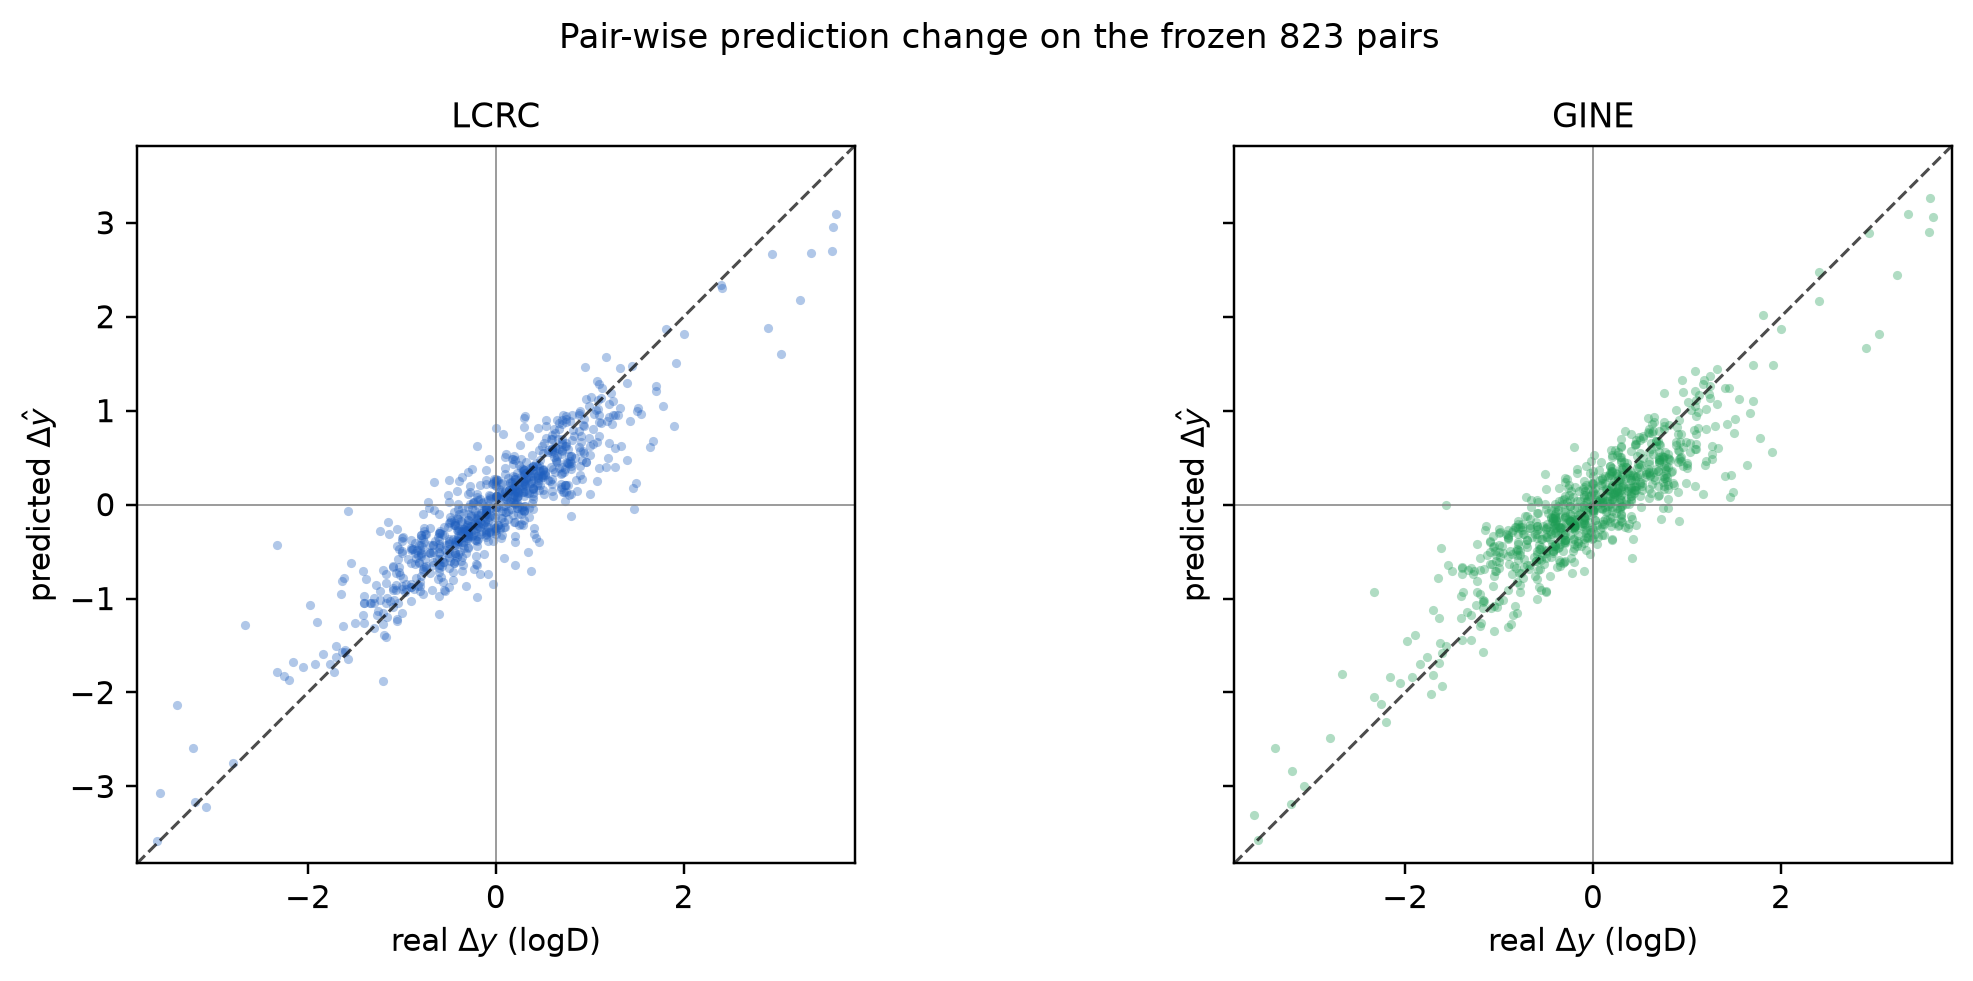 Pair-wise prediction change on the frozen 823 pairs
LCRC
GINE
predicted Δŷ
3
2
1
0
−1
−2
−3
−2
0
2
real Δy (logD)
predicted Δŷ
−2
0
2
real Δy (logD)